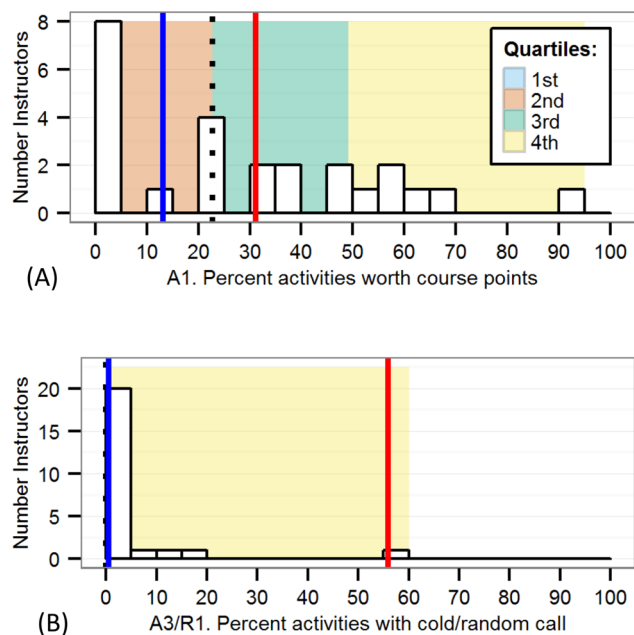 Number Instructors
8
6
4
2
0
Quartiles:
1st
2nd
3rd
4th
0 10 20 30 40 50 60 70 80 90 100
(A)
A1. Percent activities worth course points
Number Instructors
20
15
10
5
0
0 10 20 30 40 50 60 70 80 90 100
(B)
A3/R1. Percent activities with cold/random call